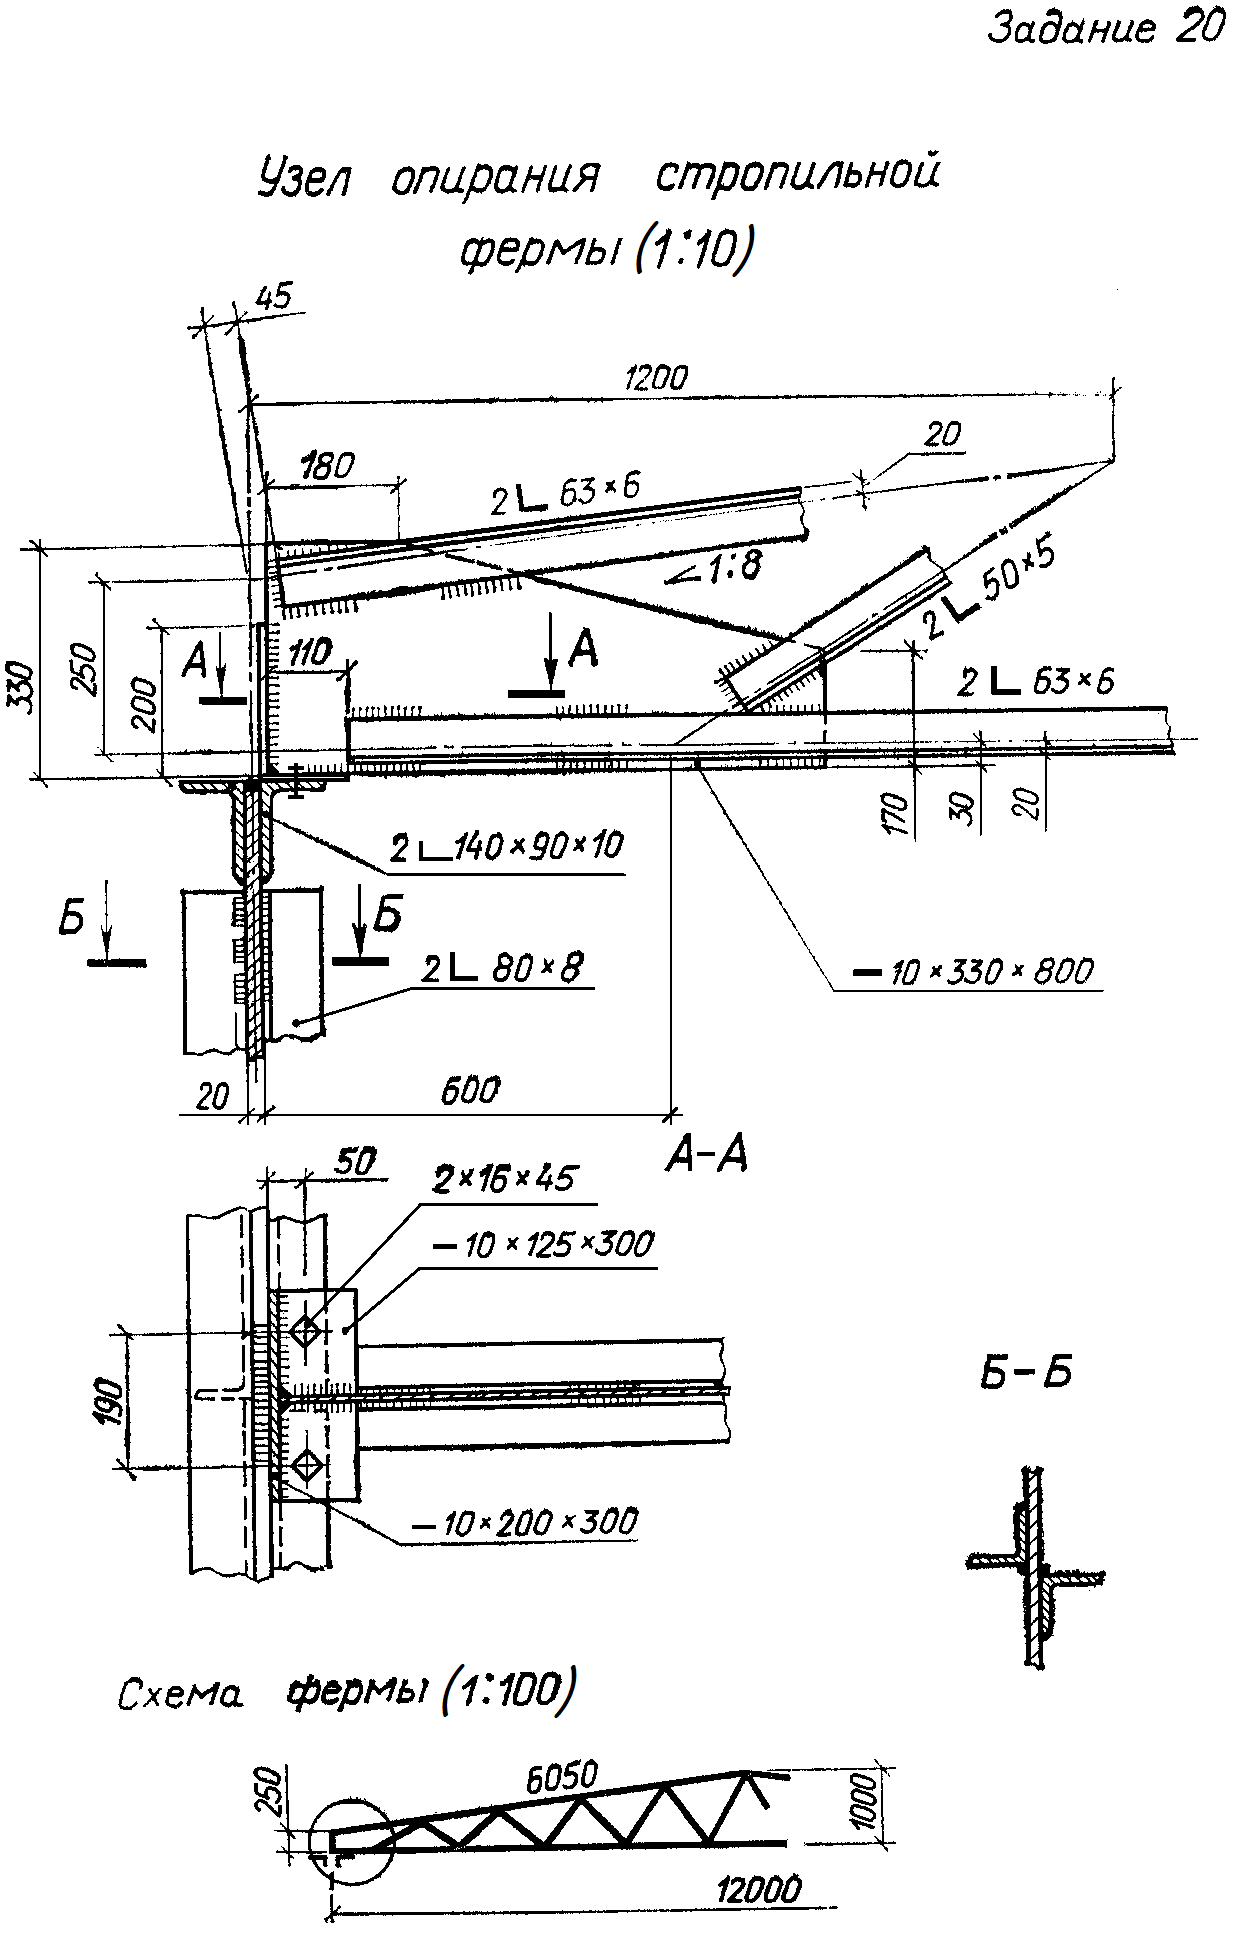 Задание 20
Узел опирания стропильной
фермы (1:10)
45
1200
20
180
2 L 63×6
1:8
2 L 50×5
А
А
110
330
250
200
2 L 63×6
170
30
20
2 L 140×90×10
Б
Б
2 L 80×8
– 10×330×800
20
600
А–А
50
2×16×45
– 10×125×300
190
Б–Б
– 10×200×300
Схема фермы (1:100)
250
6050
1000
12000